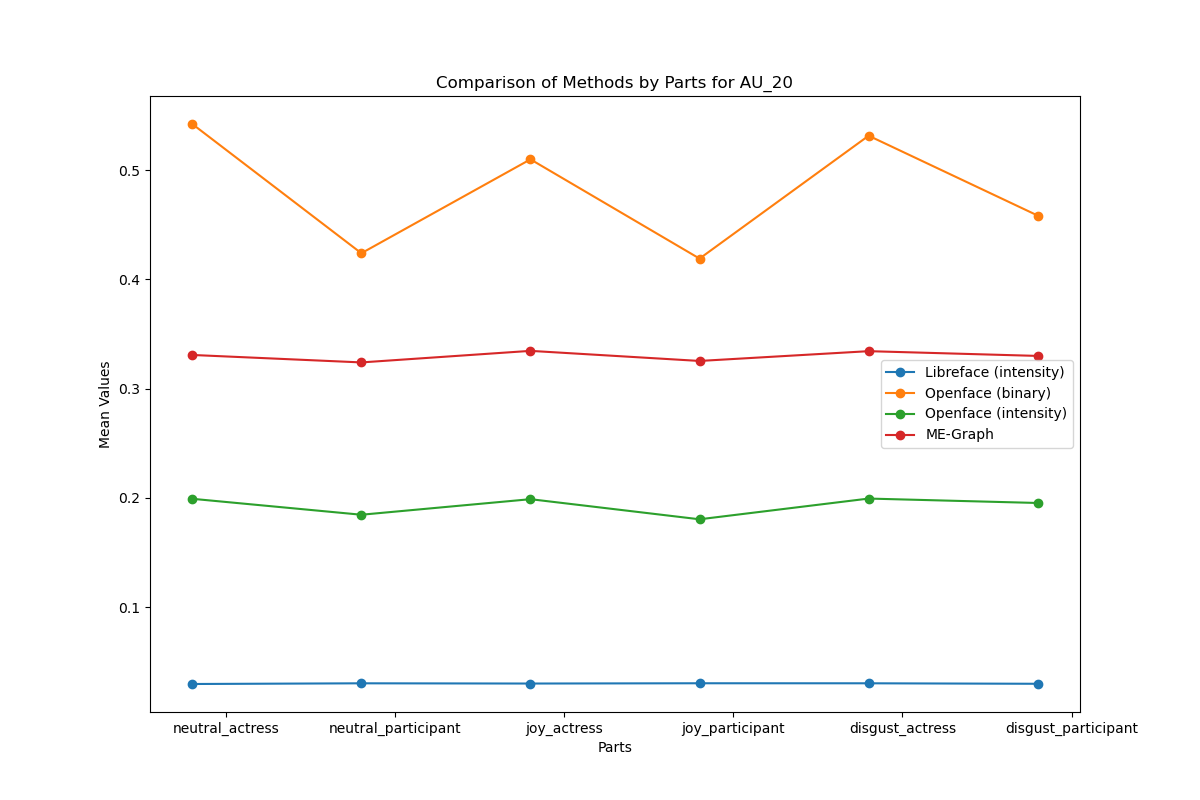 Comparison of Methods by Parts for AU_20
Mean Values
0.5
0.4
0.3
0.2
0.1
Libreface (intensity)
Openface (binary)
Openface (intensity)
ME-Graph
neutral_actress
neutral_participant
joy_actress
joy_participant
disgust_actress
disgust_participant
Parts